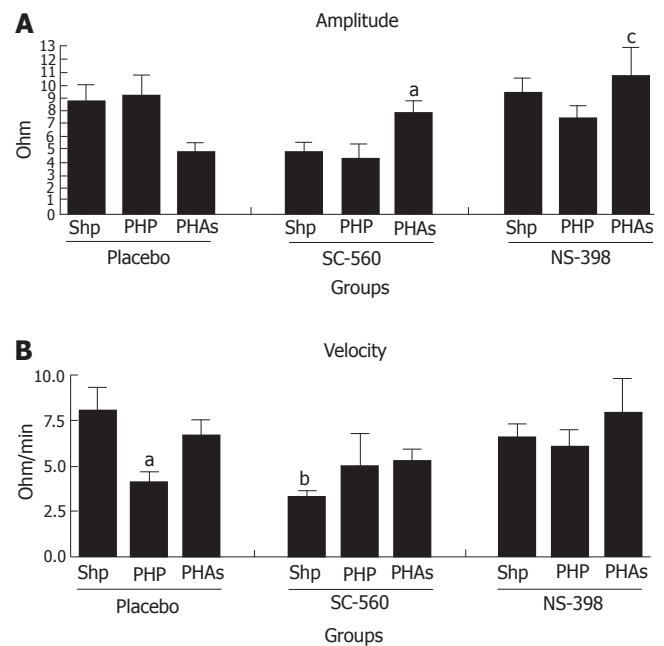 A
Amplitude
Ohm
13
12
11
10
9
8
7
6
5
4
3
2
1
0
a
c
Shp PHP PHAs Shp PHP PHAs Shp PHP PHAs
Placebo SC-560 NS-398
Groups
B
Velocity
Ohm/min
10.0
7.5
5.0
2.5
0.0
a
b
Shp PHP PHAs Shp PHP PHAs Shp PHP PHAs
Placebo SC-560 NS-398
Groups